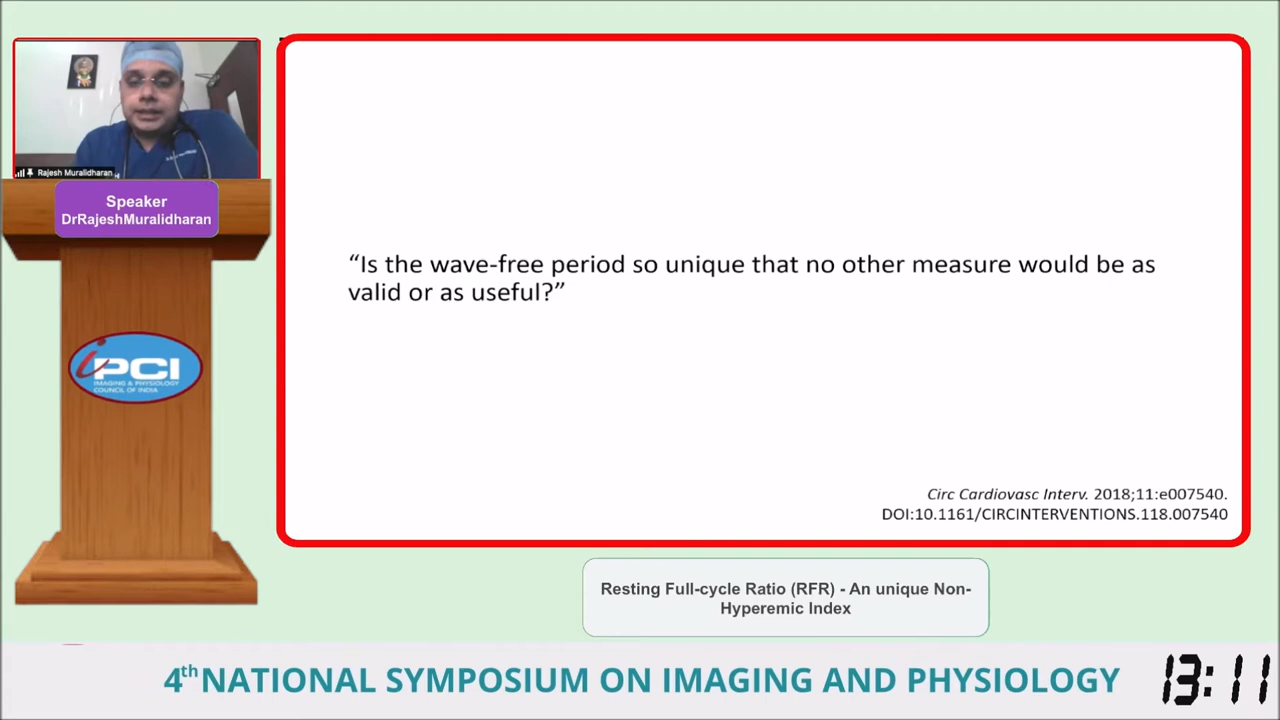 Rajesh Muralidharan
Speaker
DrRajeshMuralidharan
iPCI
IMAGING & PHYSIOLOGY
COUNCIL OF INDIA
“Is the wave-free period so unique that no other measure would be as
valid or as useful?”
Circ Cardiovasc Interv. 2018;11:e007540.
DOI:10.1161/CIRCINTERVENTIONS.118.007540
Resting Full-cycle Ratio (RFR) - An unique Non-
Hyperemic Index
4th NATIONAL SYMPOSIUM ON IMAGING AND PHYSIOLOGY
13:11